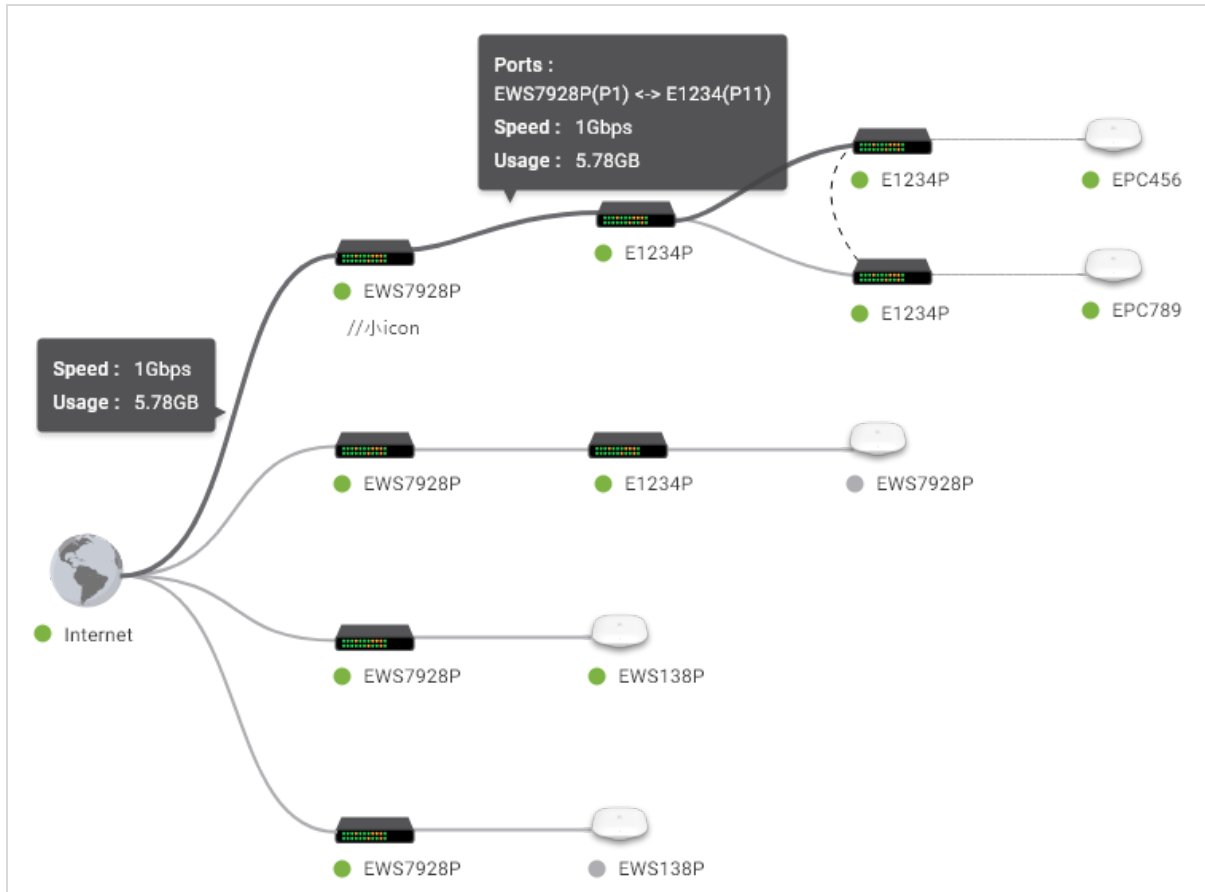 Ports :
EWS7928P(P1) <-> E1234(P11)
Speed : 1Gbps
Usage : 5.78GB
E1234P
EPC456
E1234P
EWS7928P
//小icon
E1234P
EPC789
Speed : 1Gbps
Usage : 5.78GB
EWS7928P
E1234P
EWS7928P
Internet
EWS7928P
EWS138P
EWS7928P
EWS138P